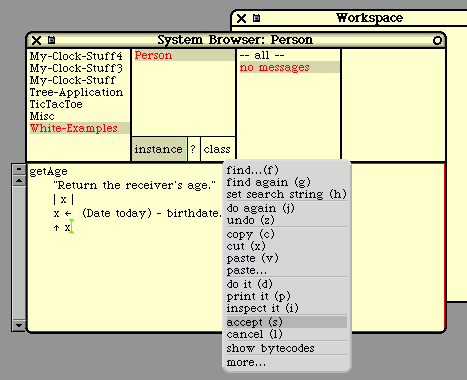 Workspace
System Browser: Person
My-Clock-Stuff4
My-Clock-Stuff3
My-Clock-Stuff
Tree-Application
TicTacToe
Misc
White-Examples
Person
-- all --
no messages
instance ? class
getAge
"Return the receiver's age."
| x |
x ← (Date today) - birthdate.
↑ x
find...(f)
find again (g)
set search string (h)
do again (j)
undo (z)
copy (c)
cut (x)
paste (v)
paste...
do it (d)
print it (p)
inspect it (i)
accept (s)
cancel (l)
show bytecodes
more...